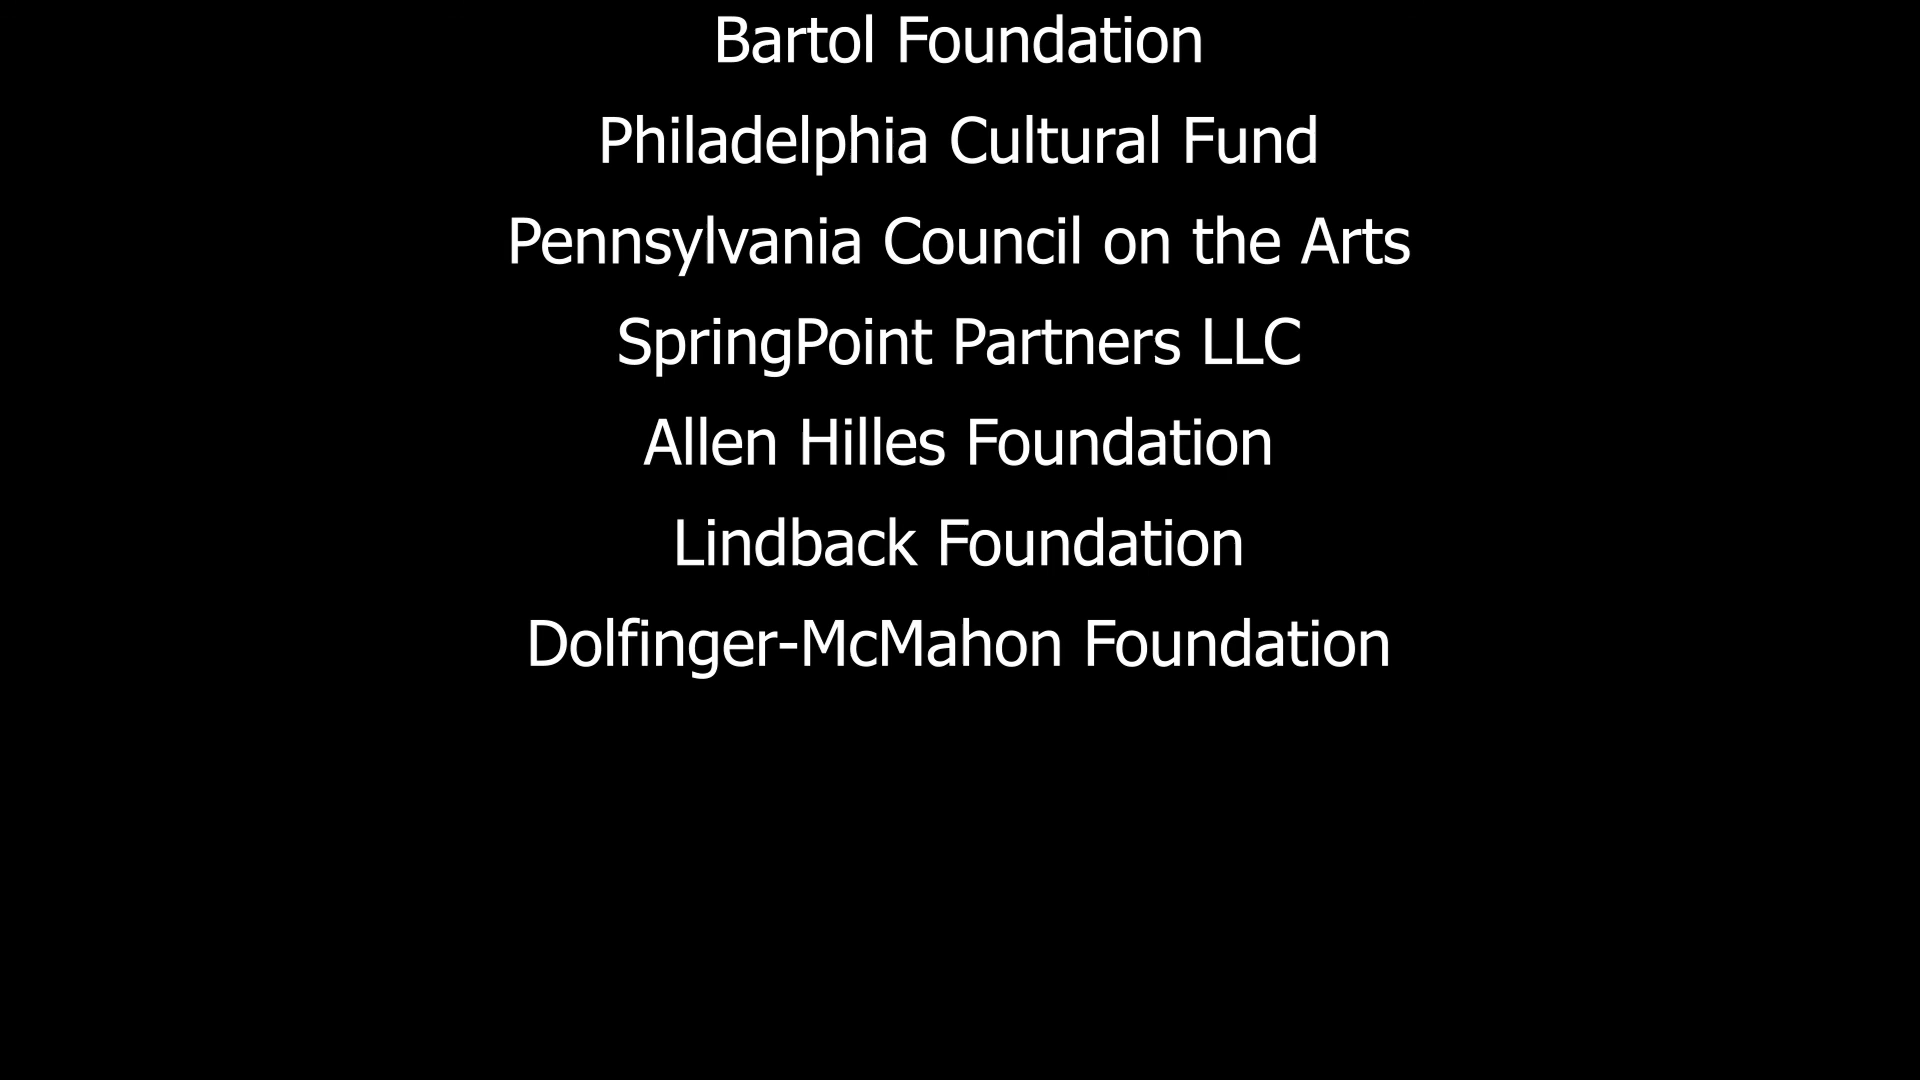 Bartol Foundation
Philadelphia Cultural Fund
Pennsylvania Council on the Arts
SpringPoint Partners LLC
Allen Hilles Foundation
Lindback Foundation
Dolfinger-McMahon Foundation